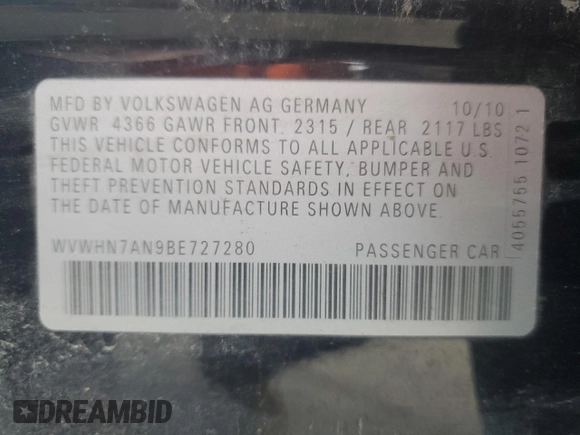 MFD BY VOLKSWAGEN AG GERMANY 10/10
GVWR 4366 GAWR FRONT. 2315 / REAR 2117 LBS
THIS VEHICLE CONFORMS TO ALL APPLICABLE U.S.
FEDERAL MOTOR VEHICLE SAFETY, BUMPER AND
THEFT PREVENTION STANDARDS IN EFFECT ON
THE DATE OF MANUFACTURE SHOWN ABOVE.
WVWHN7AN9BE727280 PASSENGER CAR
4055755 1072 1
DREAMBID